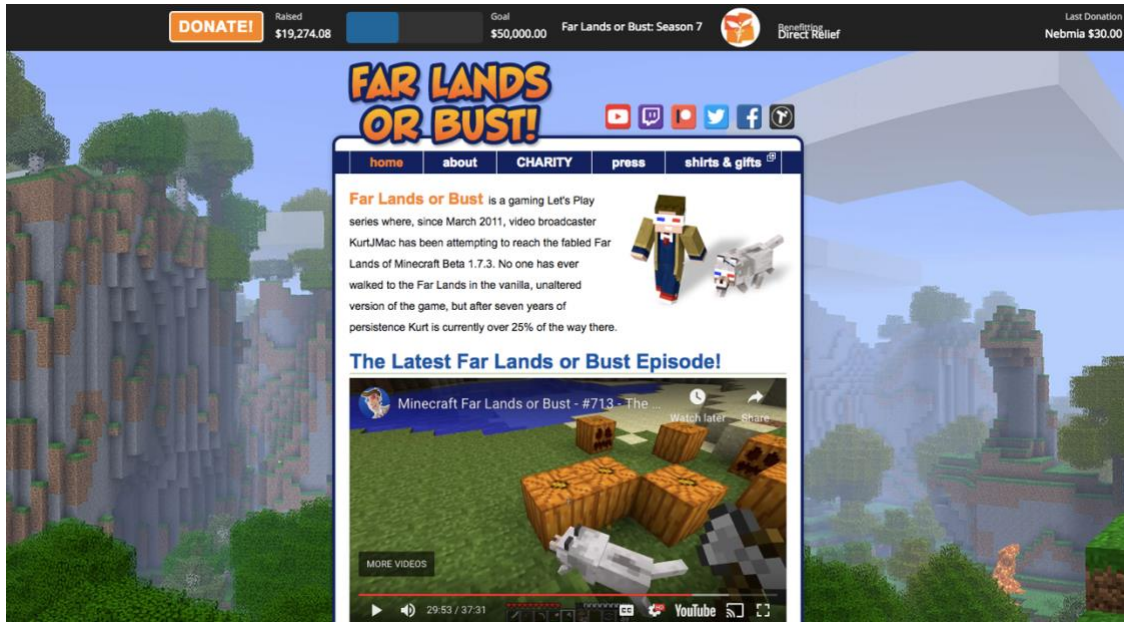 DONATE!
Raised
$19,274.08
Goal
$50,000.00
Far Lands or Bust: Season 7
Benefitting
Direct Relief
Last Donation
Nebmia $30.00
FAR LANDS
OR BUST!
home about CHARITY press shirts & gifts
Far Lands or Bust is a gaming Let's Play
series where, since March 2011, video broadcaster
KurtJMac has been attempting to reach the fabled Far
Lands of Minecraft Beta 1.7.3. No one has ever
walked to the Far Lands in the vanilla, unaltered
version of the game, but after seven years of
persistence Kurt is currently over 25% of the way there.
The Latest Far Lands or Bust Episode!
Minecraft Far Lands or Bust - #713 - The ...
Watch later
Share
MORE VIDEOS
29:53 / 37:31
CC
HD
YouTube